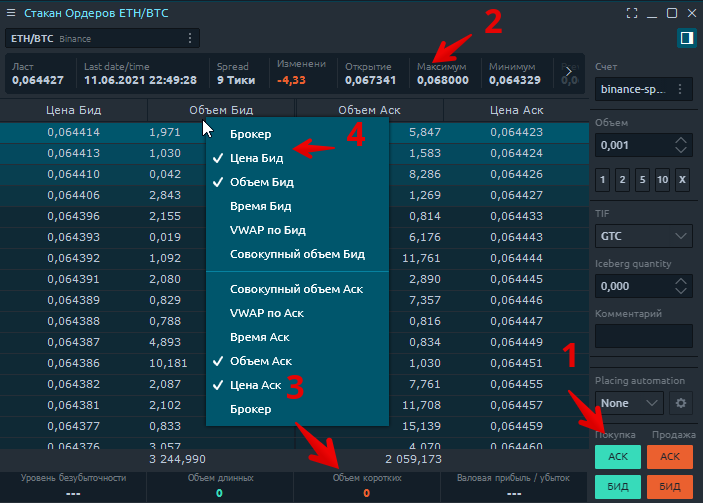 Стакан Ордеров ETH/BTC
ETH/BTC Binance
2
Ласт Last date/time Spread Изменени Открытие Максимум Минимум
0,064427 11.06.2021 22:49:28 9 Тики -4,33 0,067341 0,068000 0,064329
Счет
binance-sp...
Цена Бид Объем Бид Объем Аск Цена Аск
Объем
0,001
1 2 5 10 X
TIF
GTC
Iceberg quantity
0,000
Комментарий
0,064414 1,971 5,847 0,064423
0,064413 1,030 1,583 0,064424
0,064410 0,042 8,286 0,064426
0,064406 2,843 1,269 0,064427
0,064396 2,155 0,814 0,064433
0,064393 0,019 6,176 0,064443
0,064392 1,092 11,761 0,064444
0,064391 2,080 2,890 0,064445
0,064389 0,829 7,357 0,064446
0,064388 0,788 0,816 0,064447
0,064387 4,893 0,834 0,064449
0,064386 10,181 1,030 0,064451
0,064382 2,087 7,761 0,064455
0,064381 2,102 11,708 0,064457
0,064377 0,833 15,139 0,064459
0,064376 3,057 4,070 0,064460
3 244,990 2 059,173
Брокер
Цена Бид
4
Объем Бид
Время Бид
VWAP по Бид
Совокупный объем Бид
Совокупный объем Аск
VWAP по Аск
Время Аск
Объем Аск
Цена Аск
3
Брокер
1
Placing automation
None
Покупка Продажа
АСК АСК
БИД БИД
Уровень безубыточности Объем длинных Объем коротких Валовая прибыль / убыток
--- 0 0 ---